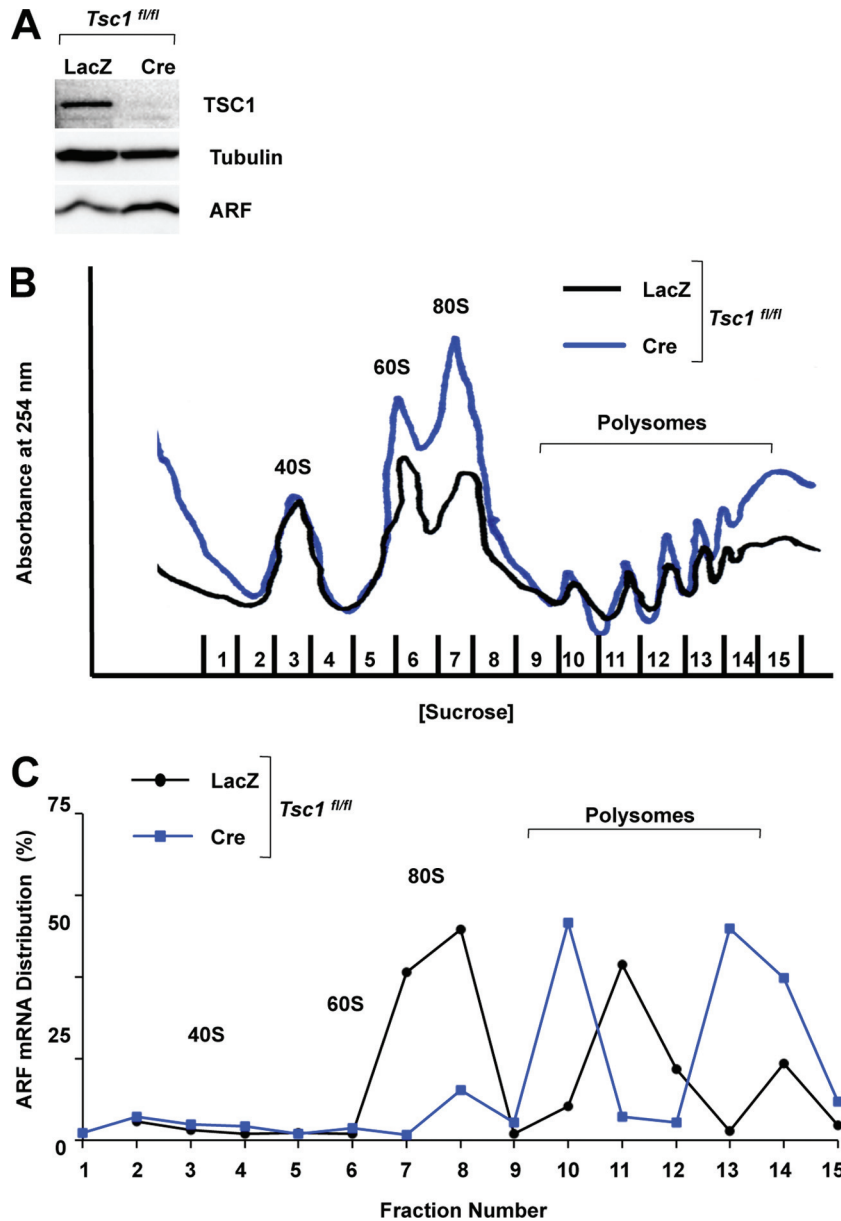 A
Tsc1 fl/fl
LacZ Cre
TSC1
Tubulin
ARF
B
Absorbance at 254 nm
40S
60S
80S
LacZ
Cre
Tsc1 fl/fl
Polysomes
1 2 3 4 5 6 7 8 9 10 11 12 13 14 15
[Sucrose]
C
LacZ
Cre
Tsc1 fl/fl
Polysomes
80S
60S
40S
ARF mRNA Distribution (%)
75
50
25
0
1 2 3 4 5 6 7 8 9 10 11 12 13 14 15
Fraction Number